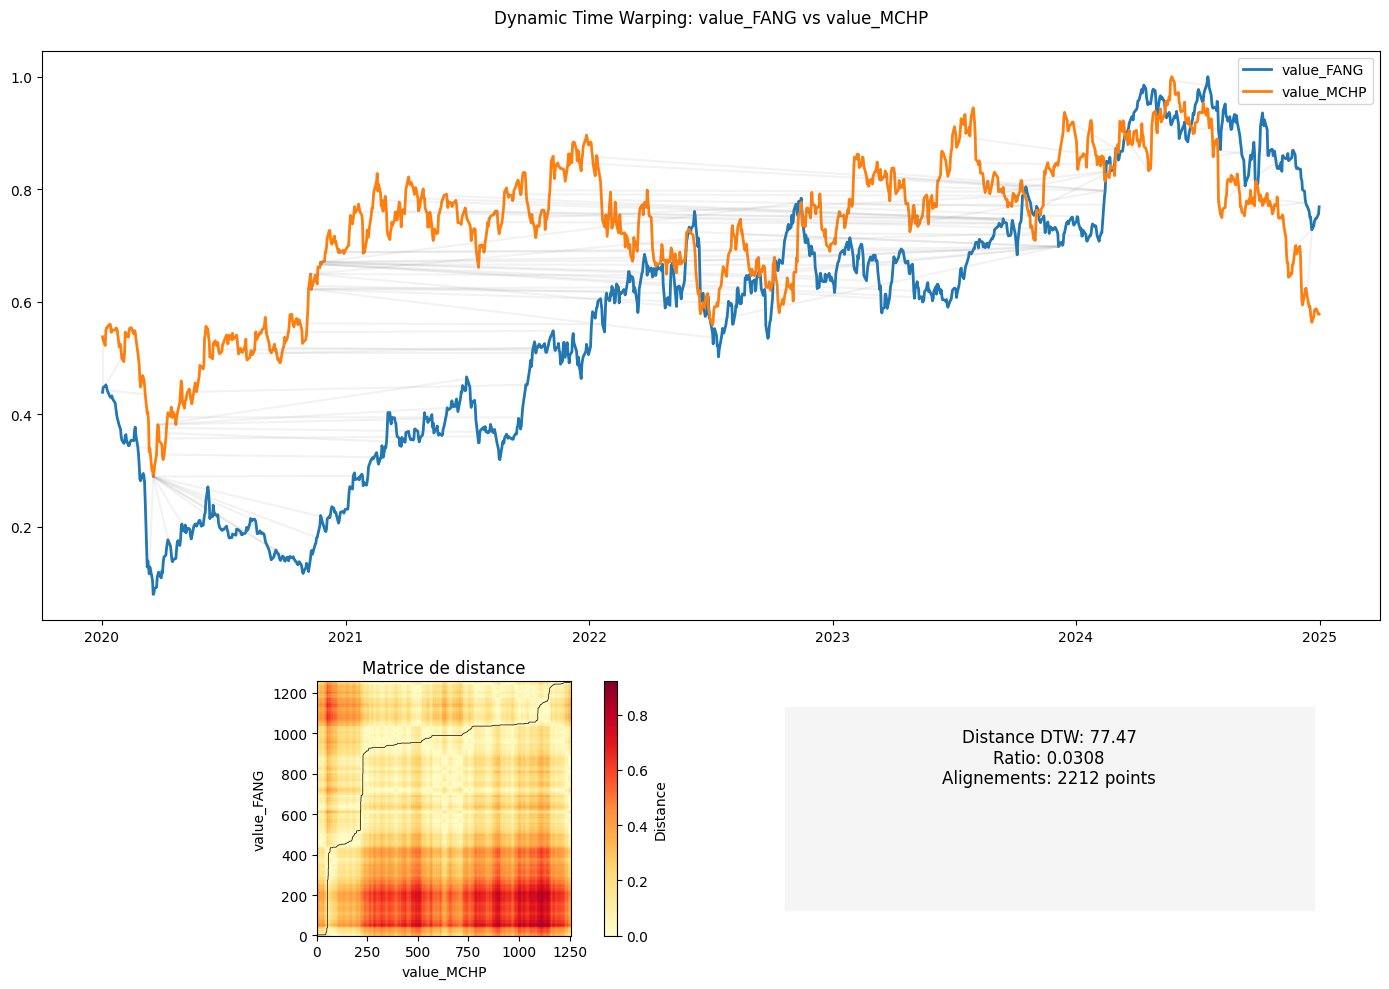 Dynamic Time Warping: value_FANG vs value_MCHP
value_FANG
value_MCHP
1.0
0.8
0.6
0.4
0.2
2020 2021 2022 2023 2024 2025
Matrice de distance
value_FANG
1200
1000
800
600
400
200
0
0 250 500 750 1000 1250
value_MCHP
0.8
0.6
0.4
0.2
0.0
Distance
Distance DTW: 77.47
Ratio: 0.0308
Alignements: 2212 points